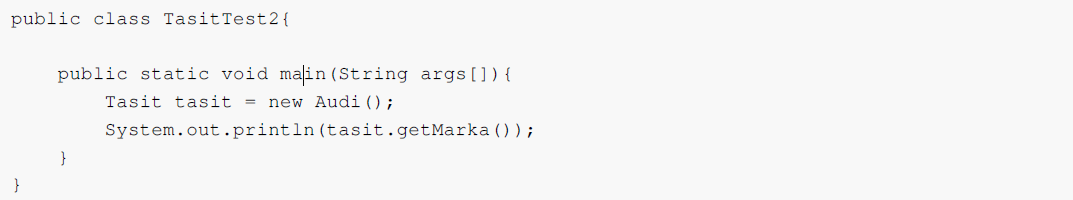 public class TasitTest2{
    public static void main(String args[]){
        Tasit tasit = new Audi();
        System.out.println(tasit.getMarka());
    }
}